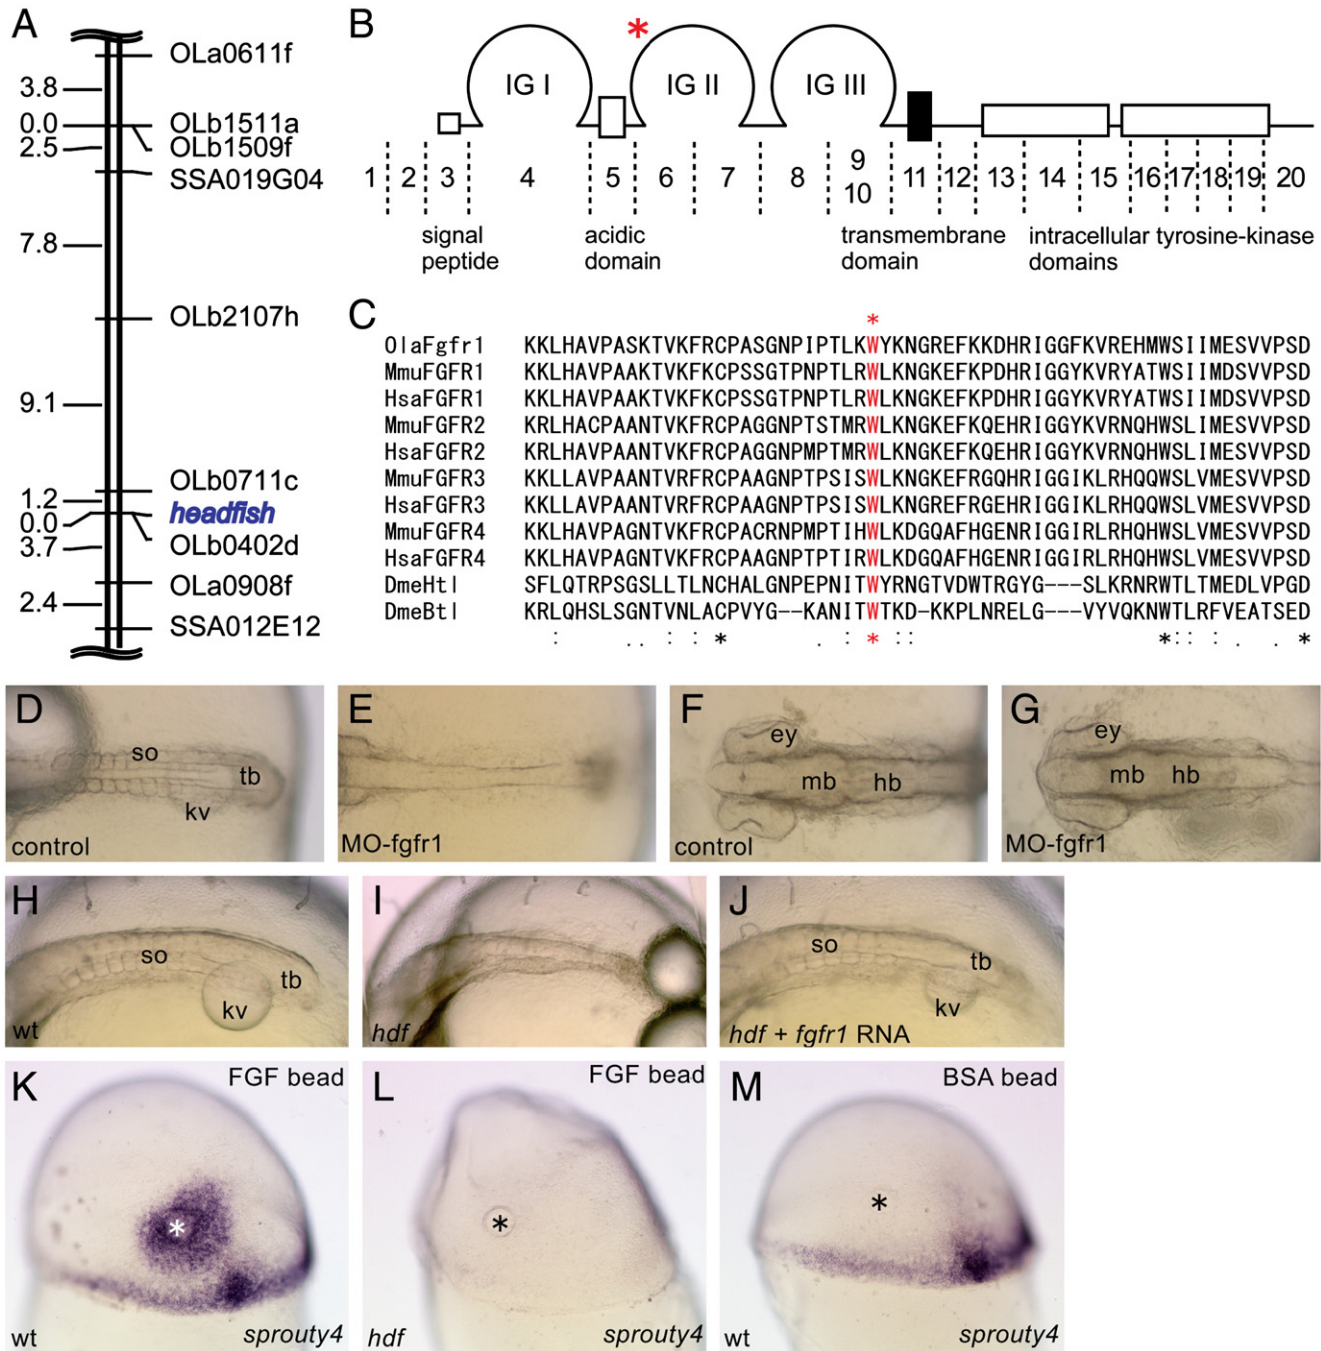 A
OLa0611f
3.8
0.0
OLb1511a
2.5
OLb1509f
SSA019G04
7.8
OLb2107h
9.1
OLb0711c
1.2
headfish
0.0
OLb0402d
3.7
OLa0908f
2.4
SSA012E12
B
*
IG I
IG II
IG III
1 2 3 4 5 6 7 8 9 10 11 12 13 14 15 16 17 18 19 20
signal peptide
acidic domain
transmembrane domain
intracellular tyrosine-kinase domains
C
*
OlaFgfr1 KKLHAVPASKTVKFRCPASGNPIPTLKWYKNGREFKKDHRIGGFKVREHMWSIIMESVVPSD
MmuFGFR1 KKLHAVPAAKTVKFKCPSSGTPNPTLRWLKNGKEFKPDHRIGGYKVRYATWSIIMDSVVPSD
HsaFGFR1 KKLHAVPAAKTVKFKCPSSGTPNPTLRWLKNGKEFKPDHRIGGYKVRYATWSIIMDSVVPSD
MmuFGFR2 KRLHACPAANTVKFRCPAGGNPTSTMRWLKNGKEFKQEHRIGGYKVRNQHWSLIMESVVPSD
HsaFGFR2 KRLHAVPAANTVKFRCPAGGNPMPTMRWLKNGKEFKQEHRIGGYKVRNQHWSLIMESVVPSD
MmuFGFR3 KKLLAVPAANTVRFRCPAAGNPTPSISWLKNGKEFRGQHRIGGIKLRHQQWSLVMESVVPSD
HsaFGFR3 KKLLAVPAANTVRFRCPAAGNPTPSISWLKNGREFRGEHRIGGIKLRHQQWSLVMESVVPSD
MmuFGFR4 KKLHAVPAGNTVKFRCPACRNPMPTIHWLKDGQAFHGENRIGGIRLRHQHWSLVMESVVPSD
HsaFGFR4 KKLHAVPAGNTVKFRCPAAGNPTPTIRWLKDGQAFHGENRIGGIRLRHQHWSLVMESVVPSD
DmeHtl SFLQTRPSGSLLTLNCHALGNPEPNITWYRNGTVDWTRGYG---SLKRNRWTLTMEDLVPGD
DmeBtl KRLQHSLSGNTVNLACPVYG--KANITWTKD-KKPLNRELG---VYVQKNWTLRFVEATSED
: .. : : : * . : * :: *:: : . . *
D
so
tb
kv
control
E
MO-fgfr1
F
ey
mb
hb
control
G
ey
mb
hb
MO-fgfr1
H
so
tb
kv
wt
I
hdf
J
so
tb
kv
hdf + fgfr1 RNA
K
FGF bead
*
wt
sprouty4
L
FGF bead
*
hdf
sprouty4
M
BSA bead
*
wt
sprouty4